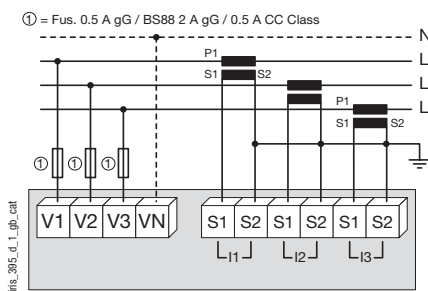 ① = Fus. 0.5 A gG / BS88 2 A gG / 0.5 A CC Class
N
P1
L
S1 S2
L
P1
L
S1 S2
① ① ①
V1 V2 V3 VN S1 S2 S1 S2 S1 S2
I1 I2 I3
iris_395_d_1_gb_cat